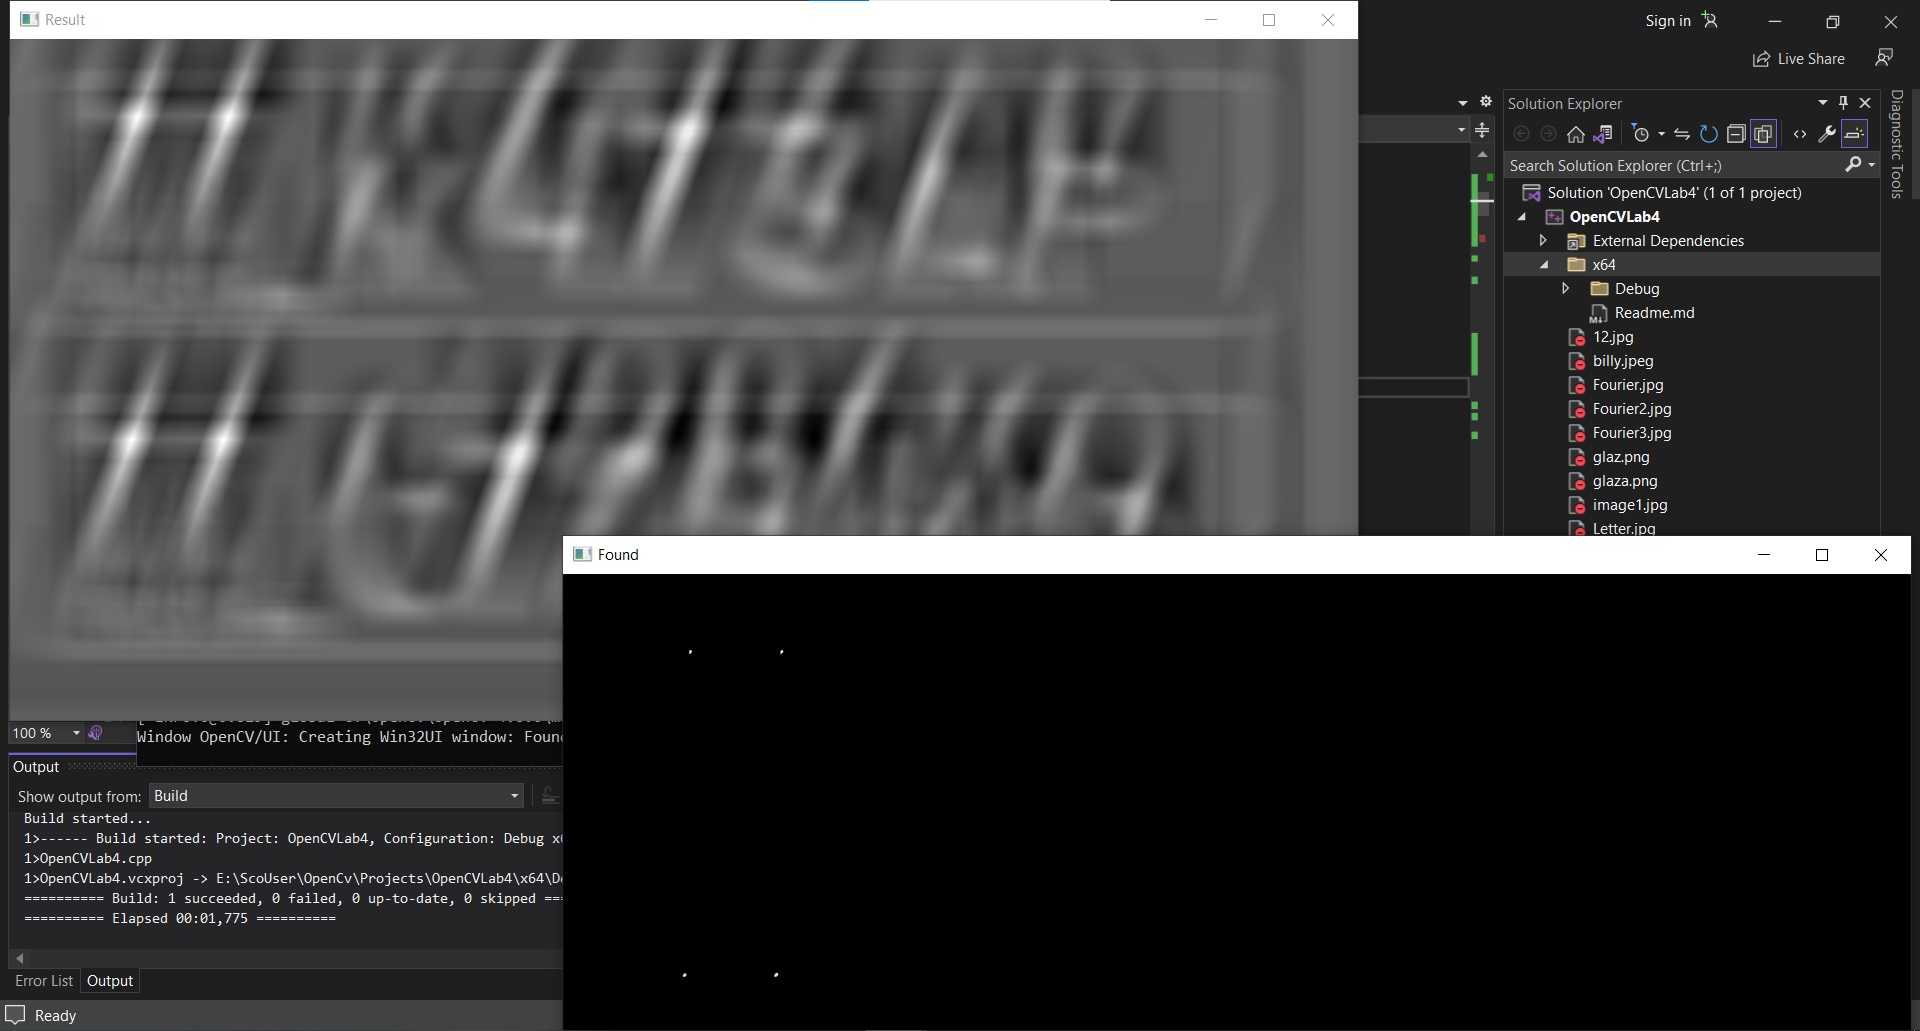 Result
Sign in
Live Share
Solution Explorer
Diagnostic Tools
Search Solution Explorer (Ctrl+;)
Solution 'OpenCVLab4' (1 of 1 project)
OpenCVLab4
External Dependencies
x64
Debug
Readme.md
12.jpg
billy.jpeg
Fourier.jpg
Fourier2.jpg
Fourier3.jpg
glaz.png
glaza.png
image1.jpg
Letter.jpg
Found
100 %
Window OpenCV/UI: Creating Win32UI window: Foun
Output
Show output from: Build
Build started...
1>------ Build started: Project: OpenCVLab4, Configuration: Debug x
1>OpenCVLab4.cpp
1>OpenCVLab4.vcxproj -> E:\ScoUser\OpenCv\Projects\OpenCVLab4\x64\D
========== Build: 1 succeeded, 0 failed, 0 up-to-date, 0 skipped ==
========== Elapsed 00:01,775 ==========
Error List Output
Ready